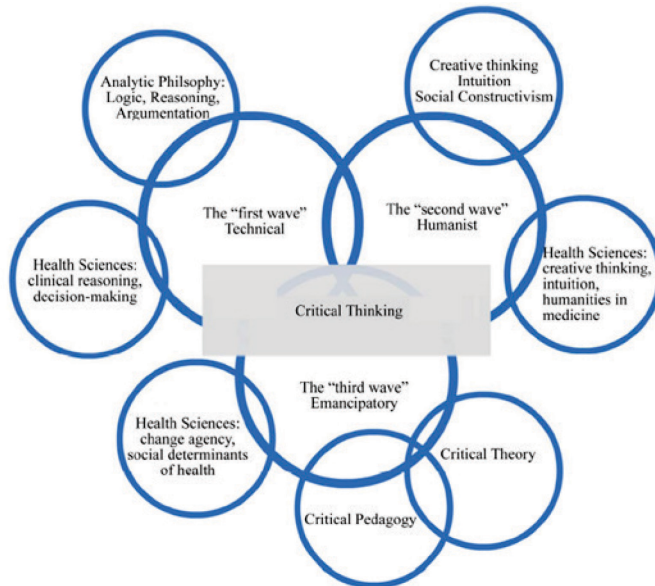 Analytic Philsophy:
Logic, Reasoning,
Argumentation
Creative thinking
Intuition
Social Constructivism
The “first wave”
Technical
The “second wave”
Humanist
Health Sciences:
clinical reasoning,
decision-making
Health Sciences:
creative thinking,
intuition,
humanities in
medicine
Critical Thinking
The “third wave”
Emancipatory
Health Sciences:
change agency,
social determinants
of health
Critical Theory
Critical Pedagogy